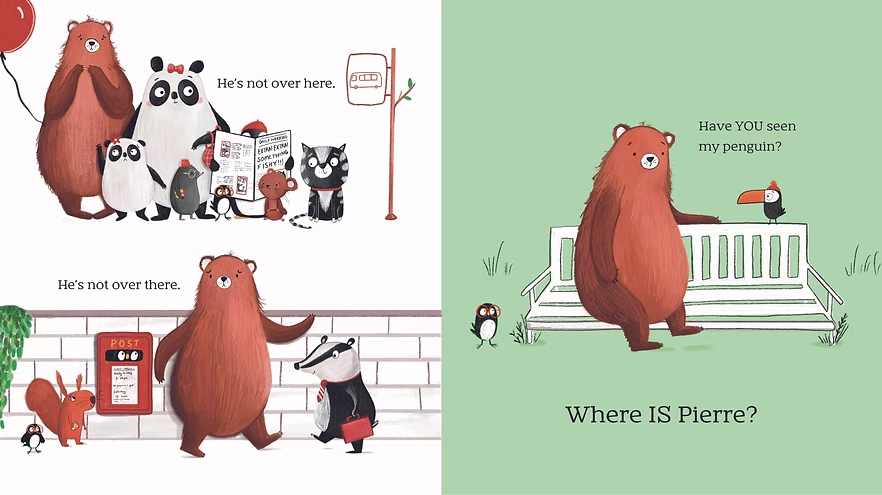 He's not over here.
DAILY HERRING
EXTRA! EXTRA!
SOMETHING
FISHY!!!
He's not over there.
POST
Have YOU seen
my penguin?
Where IS Pierre?